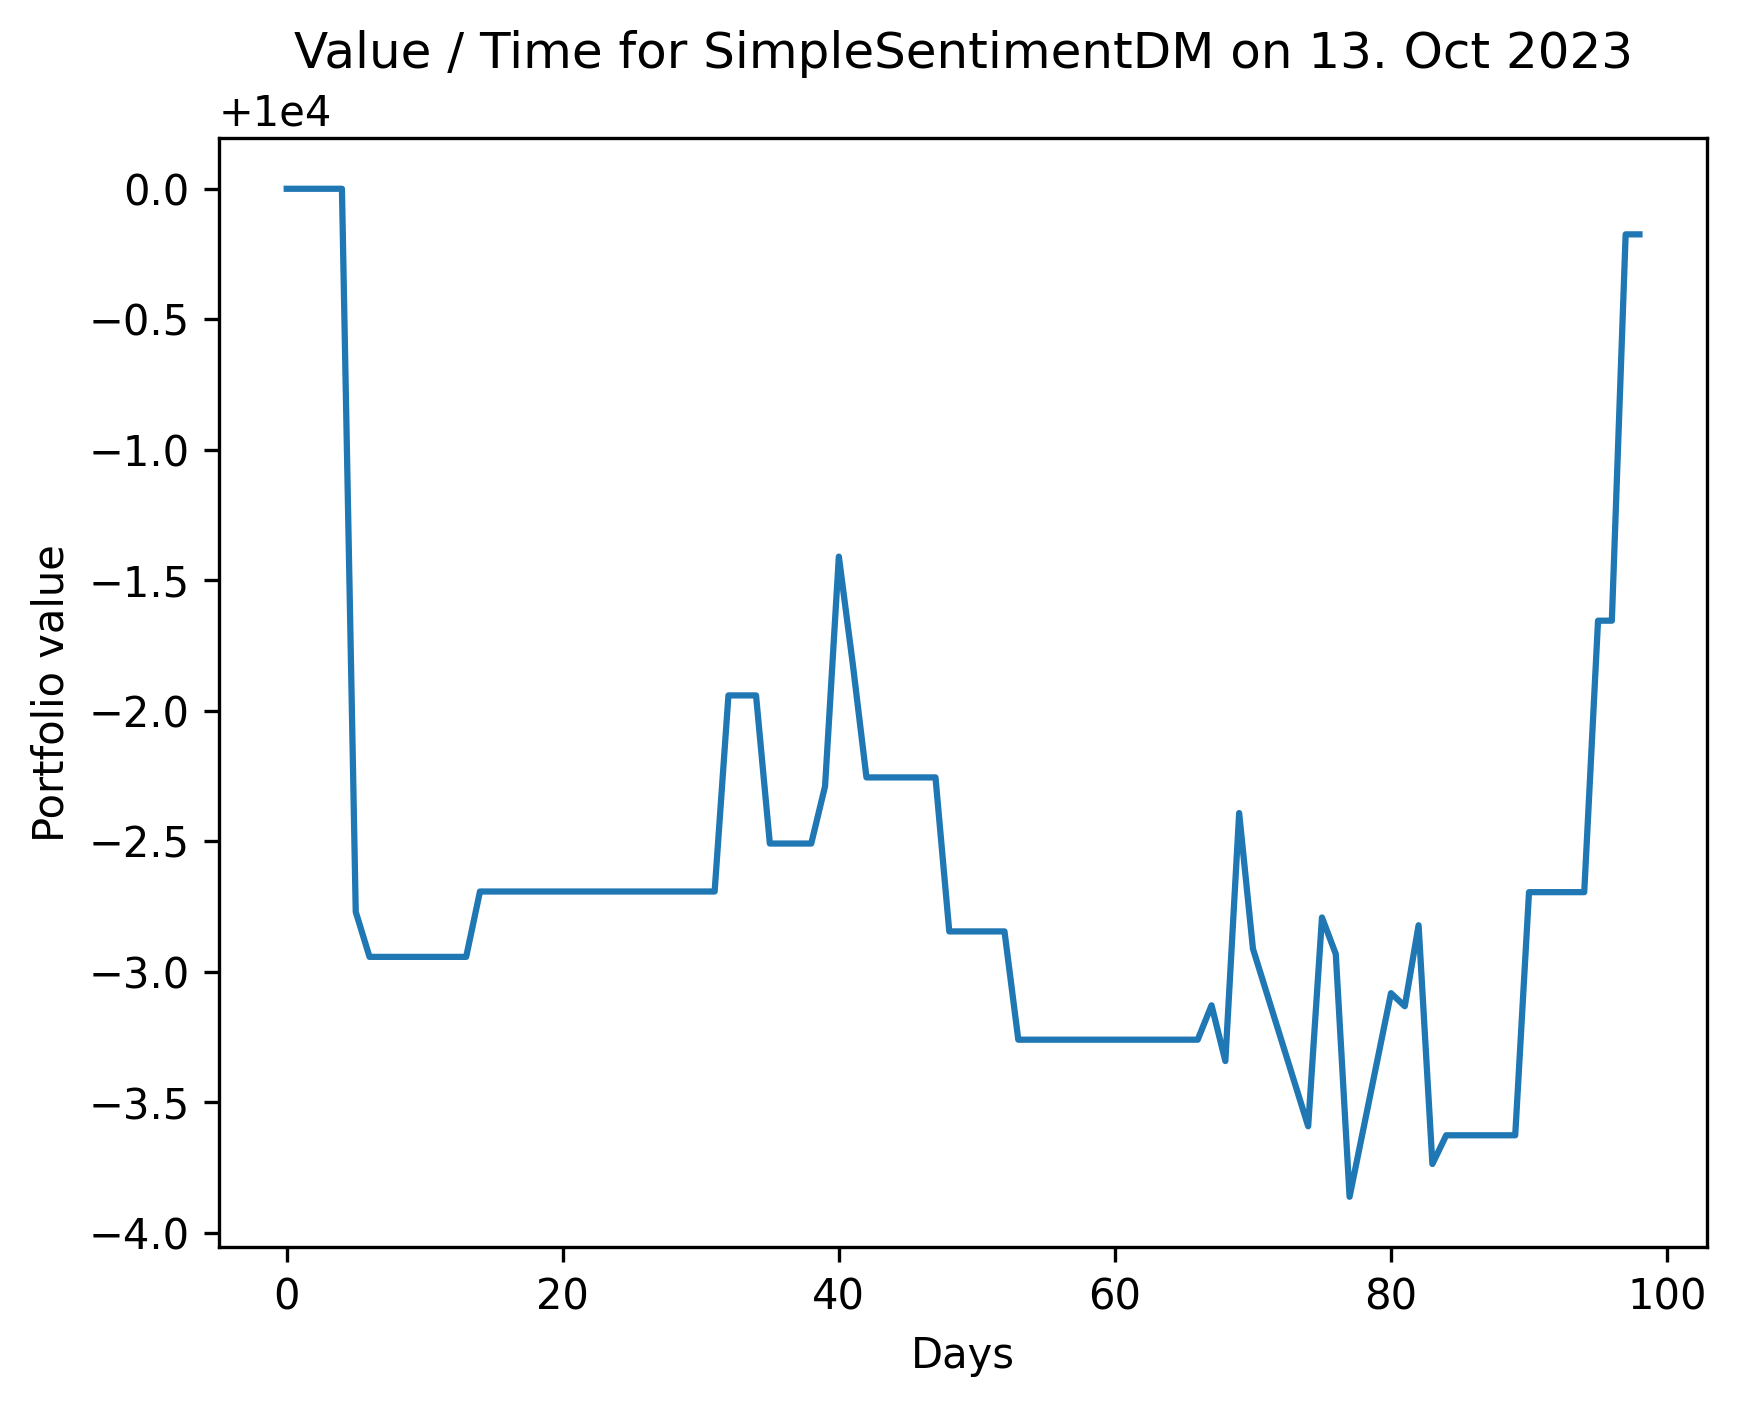 Value / Time for SimpleSentimentDM on 13. Oct 2023
+1e4
0.0
−0.5
−1.0
−1.5
−2.0
−2.5
−3.0
−3.5
−4.0
Portfolio value
0 20 40 60 80 100
Days